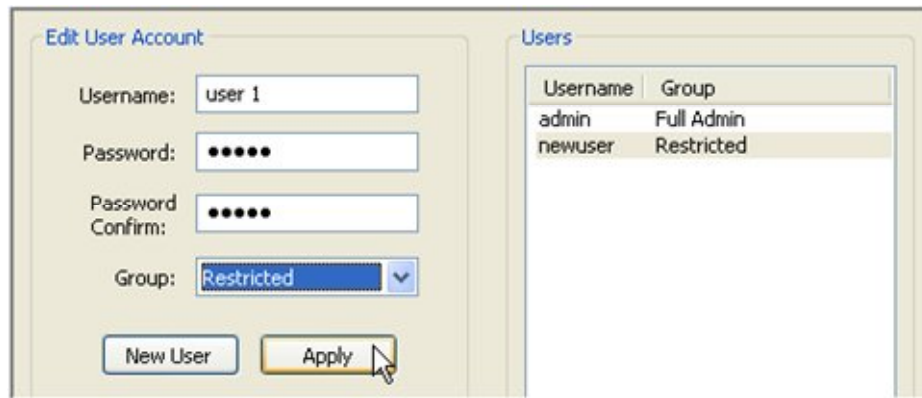 Edit User Account
Username: user 1
Password: •••••
Password
Confirm: •••••
Group: Restricted
New User Apply
Users
Username Group
admin Full Admin
newuser Restricted